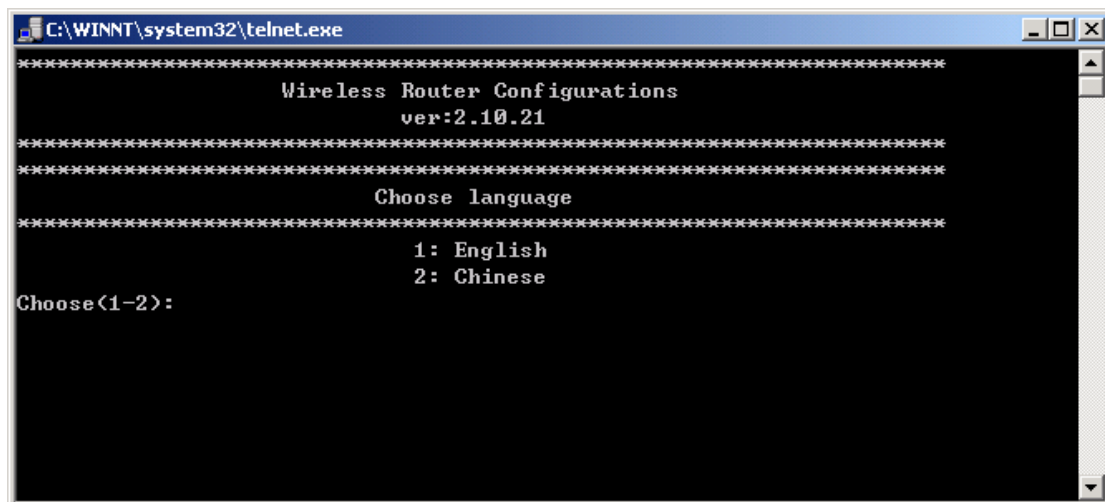 C:\WINNT\system32\telnet.exe
**********************************************************************
Wireless Router Configurations
ver:2.10.21
**********************************************************************
**********************************************************************
Choose language
**********************************************************************
1: English
2: Chinese
Choose(1-2):